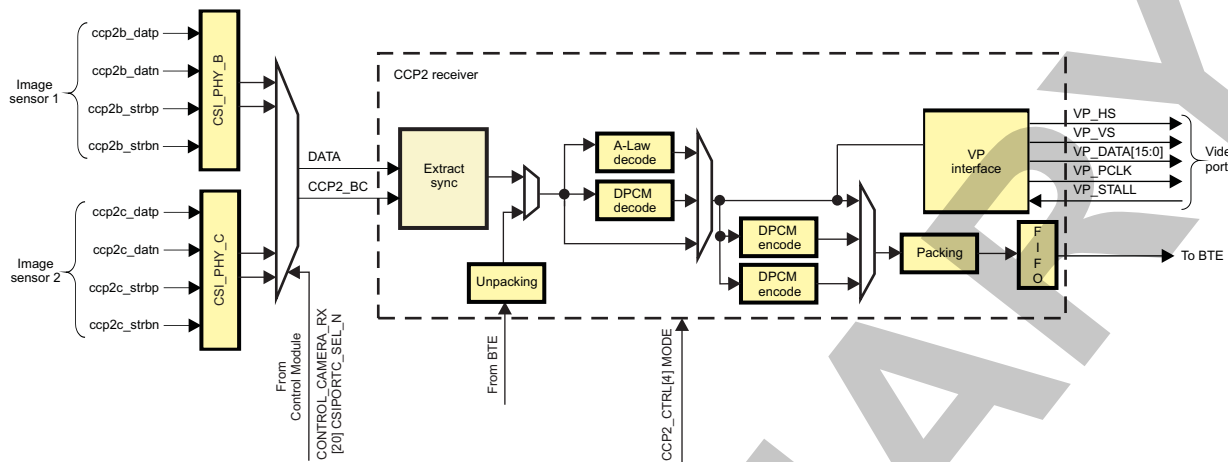 Image
sensor 1
ccp2b_datp
ccp2b_datn
ccp2b_strbp
ccp2b_strbn
CSI_PHY_B
Image
sensor 2
ccp2c_datp
ccp2c_datn
ccp2c_strbp
ccp2c_strbn
CSI_PHY_C
From
Control Module
CONTROL_CAMERA_RX
[20] CSIPORTC_SEL_N
DATA
CCP2_BC
CCP2 receiver
Extract
sync
Unpacking
From BTE
A-Law
decode
DPCM
decode
DPCM
encode
DPCM
encode
CCP2_CTRL[4] MODE
Packing
FIFO
To BTE
VP
interface
VP_HS
VP_VS
VP_DATA[15:0]
VP_PCLK
VP_STALL
port